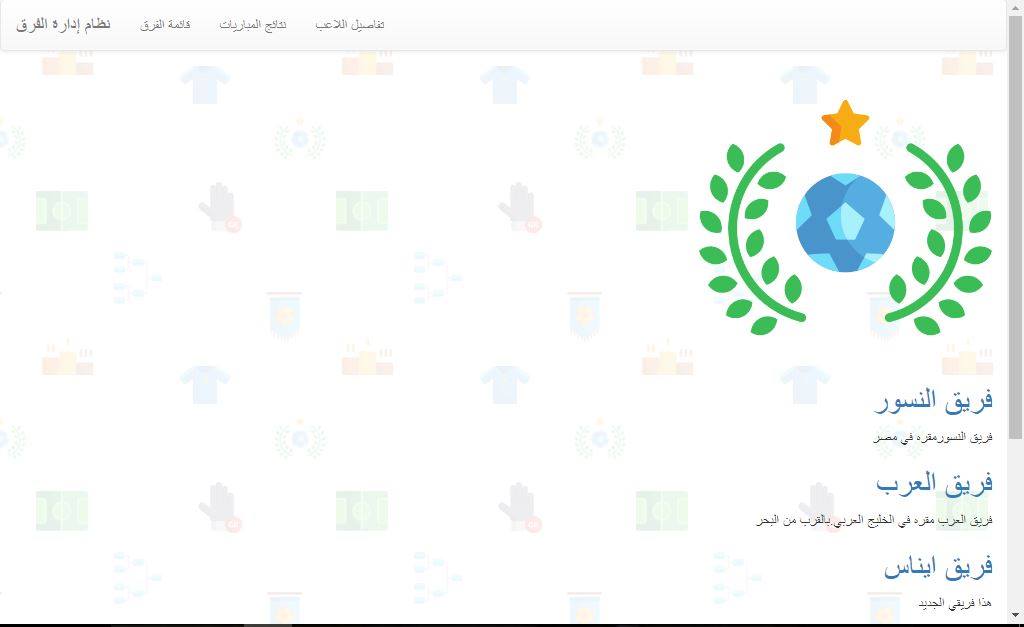 نظام إدارة الفرق
قائمة الفرق
نتائج المباريات
تفاصيل اللاعب
فريق النسور
فريق النسورمقره في مصر
فريق العرب
فريق العرب مقره في الخليج العربي.بالقرب من البحر
فريق ايناس
هذا فريقي الجديد